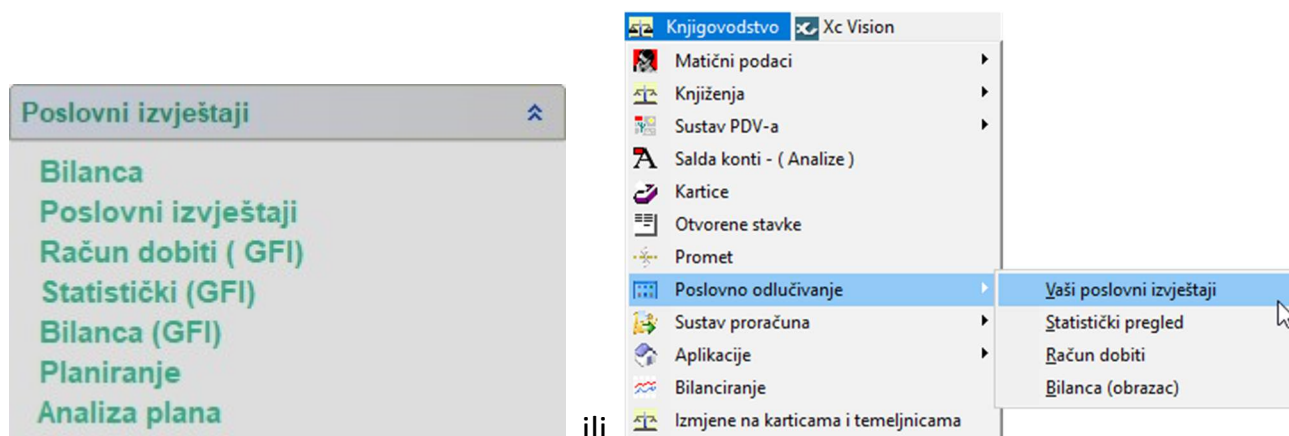 Poslovni izvještaji
Bilanca
Poslovni izvještaji
Račun dobiti ( GFI)
Statistički (GFI)
Bilanca (GFI)
Planiranje
Analiza plana
ili
Knjigovodstvo Xc Vision
Matični podaci
Knjiženja
Sustav PDV-a
Salda konti - ( Analize )
Kartice
Otvorene stavke
Promet
Poslovno odlučivanje
Sustav proračuna
Aplikacije
Bilanciranje
Izmjene na karticama i temeljnicama
Vaši poslovni izvještaji
Statistički pregled
Račun dobiti
Bilanca (obrazac)